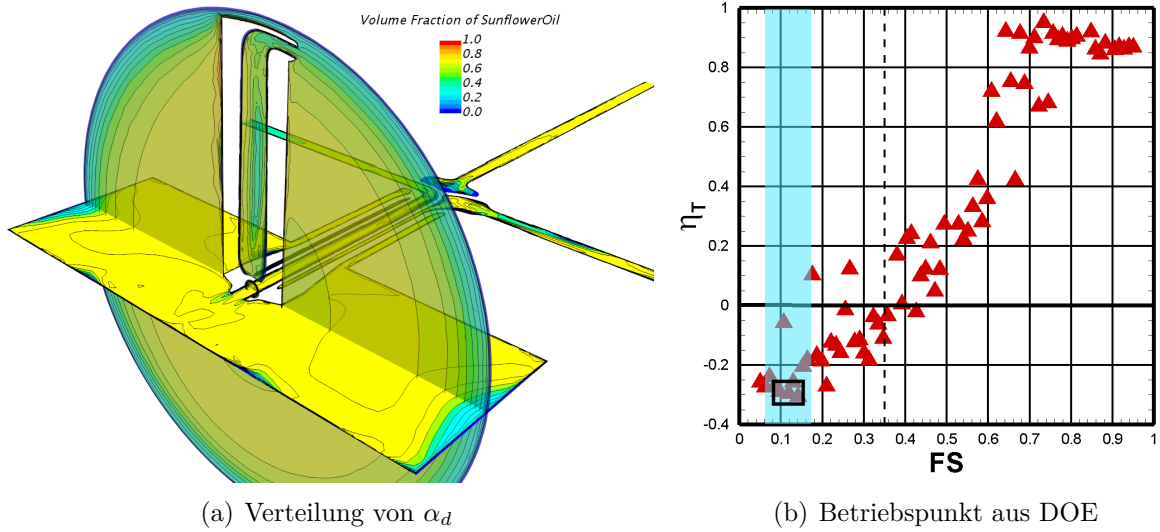 Volume Fraction of SunflowerOil
1.0
0.8
0.6
0.4
0.2
0.0
1
0.8
0.6
0.4
0.2
0
-0.2
-0.4
η_T
0 0.1 0.2 0.3 0.4 0.5 0.6 0.7 0.8 0.9 1
FS
(a) Verteilung von α_d
(b) Betriebspunkt aus DOE